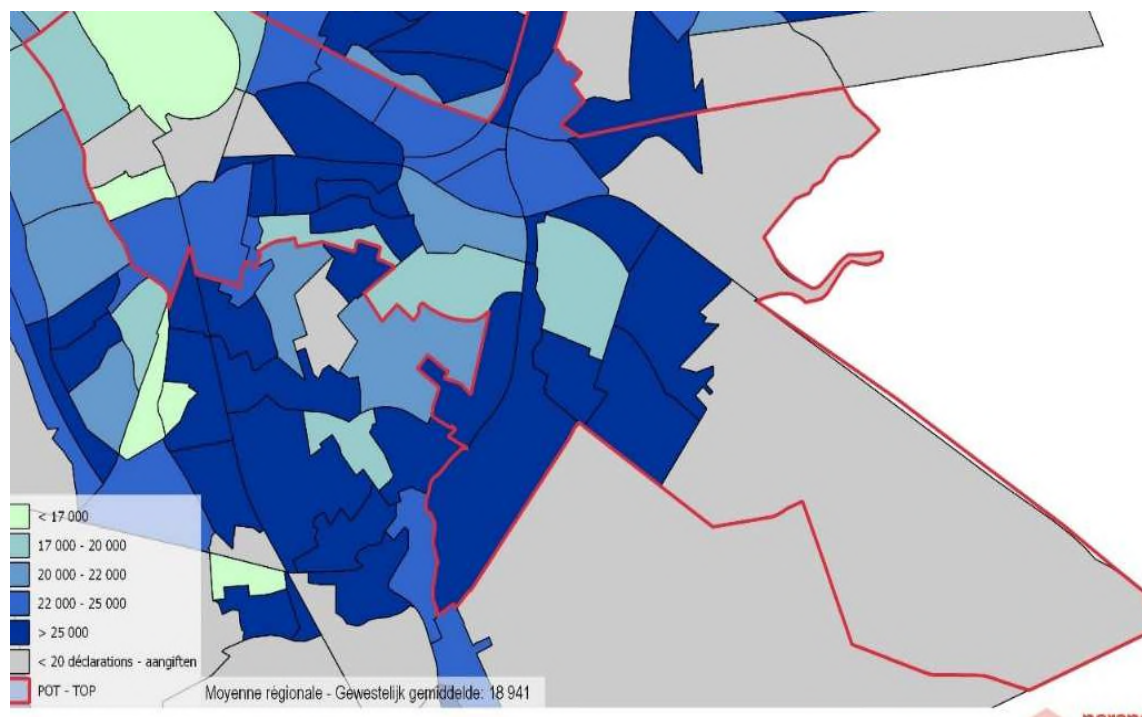 < 17 000
17 000 - 20 000
20 000 - 22 000
22 000 - 25 000
> 25 000
< 20 déclarations - aangiften
POT - TOP
Moyenne régionale - Gewestelijk gemiddelde: 18 941